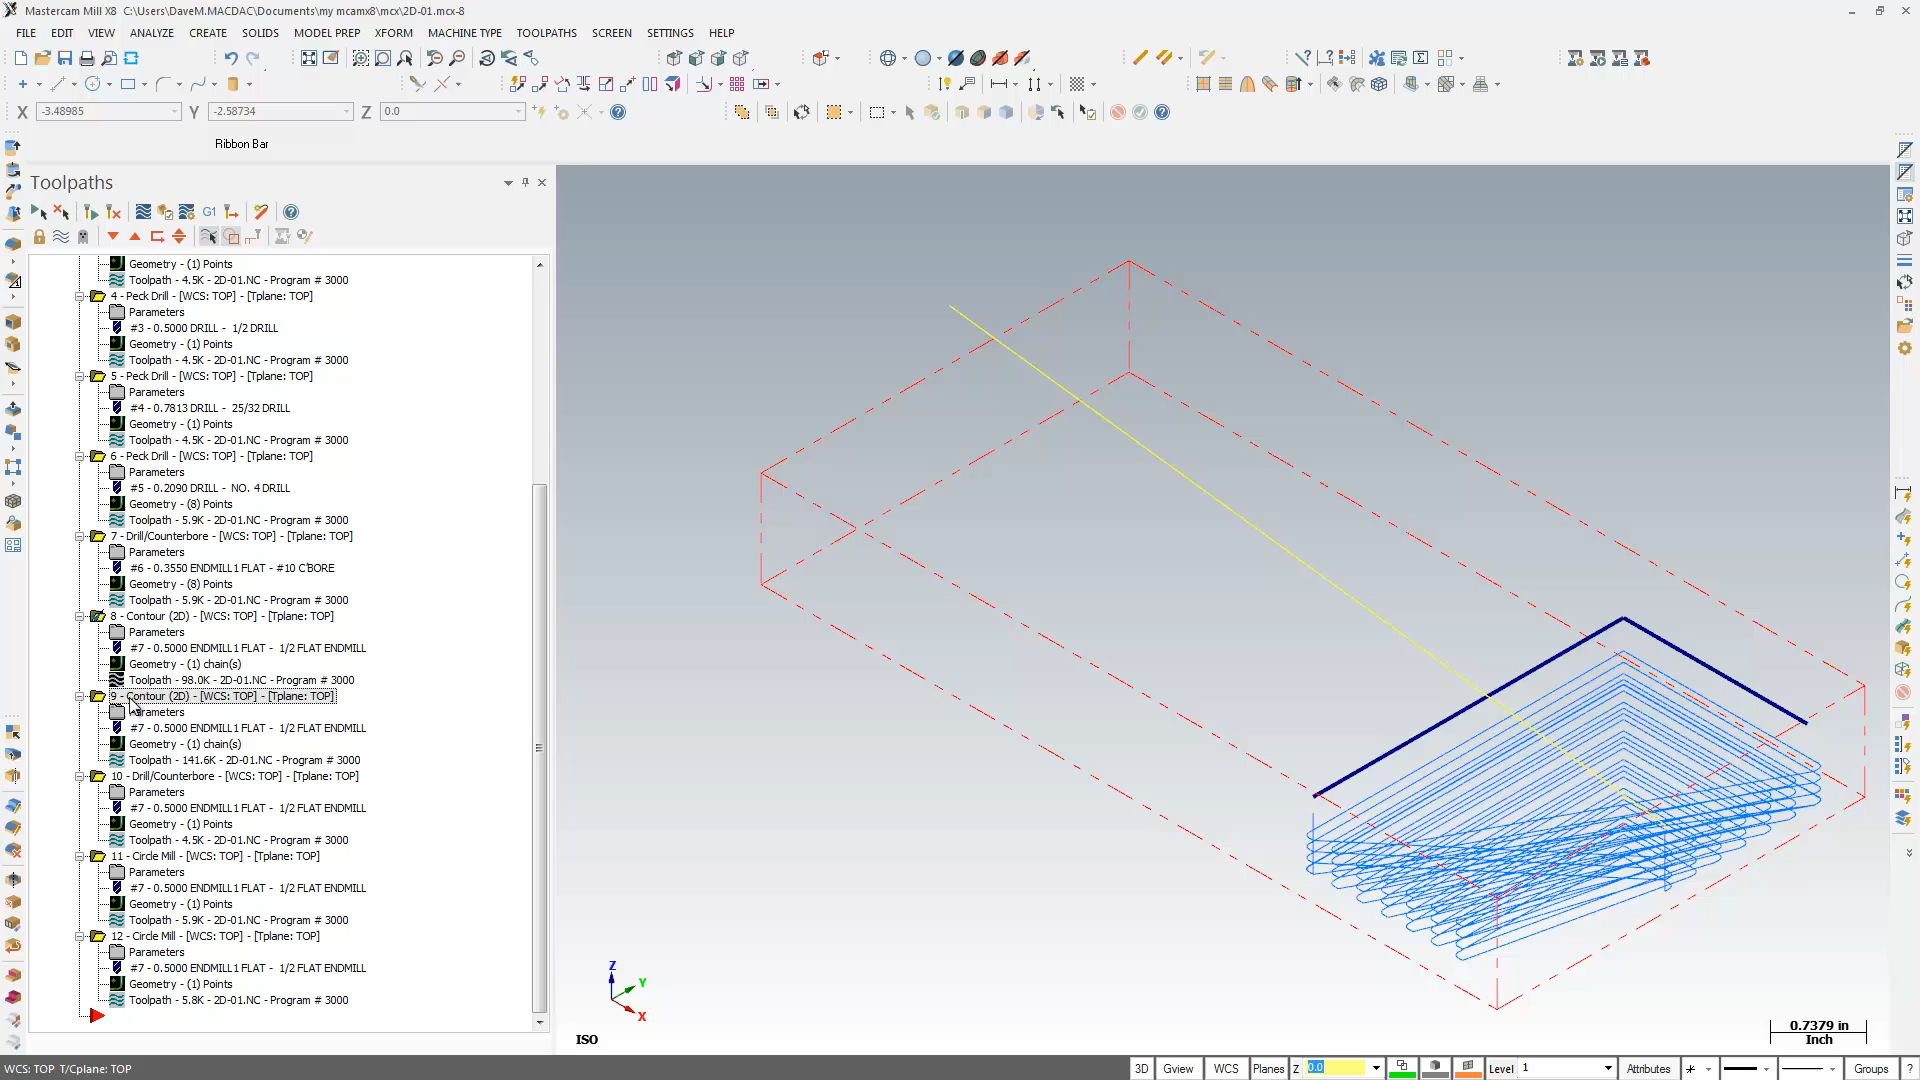 Mastercam Mill X8 C:\Users\DaveM.MACDAC\Documents\my mcamx8\mcx\2D-01.mcx-8
FILE EDIT VIEW ANALYZE CREATE SOLIDS MODEL PREP XFORM MACHINE TYPE TOOLPATHS SCREEN SETTINGS HELP
X -3.48985 Y -2.58734 Z 0.0
Ribbon Bar
Toolpaths
G1
Geometry - (1) Points
Toolpath - 4.5K - 2D-01.NC - Program # 3000
4 - Peck Drill - [WCS: TOP] - [Tplane: TOP]
Parameters
#3 - 0.5000 DRILL - 1/2 DRILL
Geometry - (1) Points
Toolpath - 4.5K - 2D-01.NC - Program # 3000
5 - Peck Drill - [WCS: TOP] - [Tplane: TOP]
Parameters
#4 - 0.7813 DRILL - 25/32 DRILL
Geometry - (1) Points
Toolpath - 4.5K - 2D-01.NC - Program # 3000
6 - Peck Drill - [WCS: TOP] - [Tplane: TOP]
Parameters
#5 - 0.2090 DRILL - NO. 4 DRILL
Geometry - (8) Points
Toolpath - 5.9K - 2D-01.NC - Program # 3000
7 - Drill/Counterbore - [WCS: TOP] - [Tplane: TOP]
Parameters
#6 - 0.3550 ENDMILL1 FLAT - #10 C'BORE
Geometry - (8) Points
Toolpath - 5.9K - 2D-01.NC - Program # 3000
8 - Contour (2D) - [WCS: TOP] - [Tplane: TOP]
Parameters
#7 - 0.5000 ENDMILL1 FLAT - 1/2 FLAT ENDMILL
Geometry - (1) chain(s)
Toolpath - 98.0K - 2D-01.NC - Program # 3000
9 - Contour (2D) - [WCS: TOP] - [Tplane: TOP]
Parameters
#7 - 0.5000 ENDMILL1 FLAT - 1/2 FLAT ENDMILL
Geometry - (1) chain(s)
Toolpath - 141.6K - 2D-01.NC - Program # 3000
10 - Drill/Counterbore - [WCS: TOP] - [Tplane: TOP]
Parameters
#7 - 0.5000 ENDMILL1 FLAT - 1/2 FLAT ENDMILL
Geometry - (1) Points
Toolpath - 4.5K - 2D-01.NC - Program # 3000
11 - Circle Mill - [WCS: TOP] - [Tplane: TOP]
Parameters
#7 - 0.5000 ENDMILL1 FLAT - 1/2 FLAT ENDMILL
Geometry - (1) Points
Toolpath - 5.9K - 2D-01.NC - Program # 3000
12 - Circle Mill - [WCS: TOP] - [Tplane: TOP]
Parameters
#7 - 0.5000 ENDMILL1 FLAT - 1/2 FLAT ENDMILL
Geometry - (1) Points
Toolpath - 5.8K - 2D-01.NC - Program # 3000
Z
Y
X
ISO
0.7379 in
Inch
WCS: TOP T/Cplane: TOP
3D Gview WCS Planes Z 0.0 Level 1 Attributes Groups ?